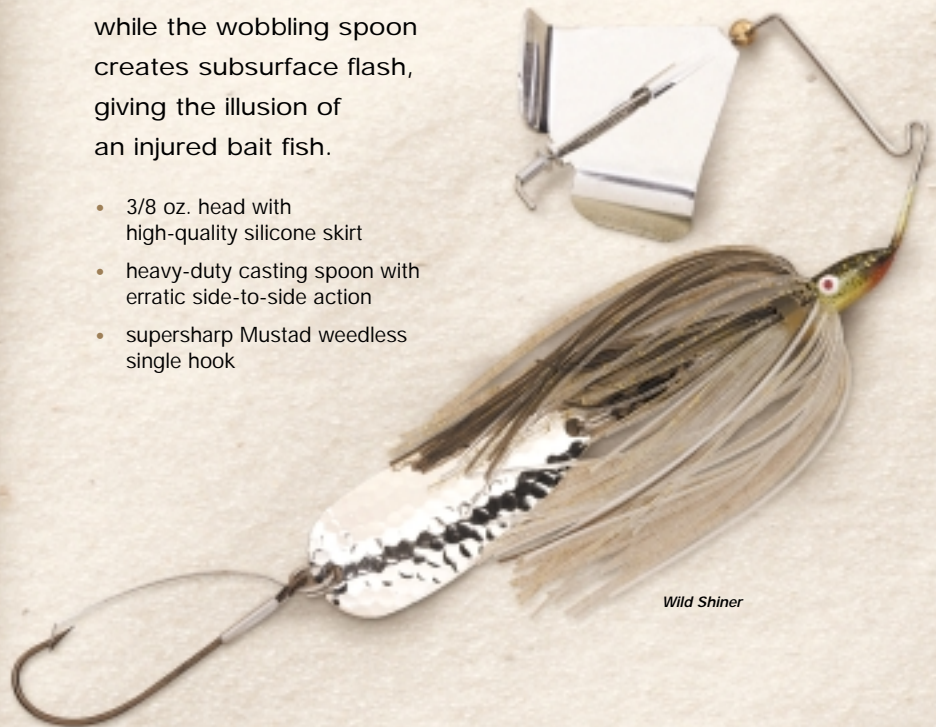 while the wobbling spoon
creates subsurface flash,
giving the illusion of
an injured bait fish.
• 3/8 oz. head with
high-quality silicone skirt
• heavy-duty casting spoon with
erratic side-to-side action
• supersharp Mustad weedless
single hook
Wild Shiner